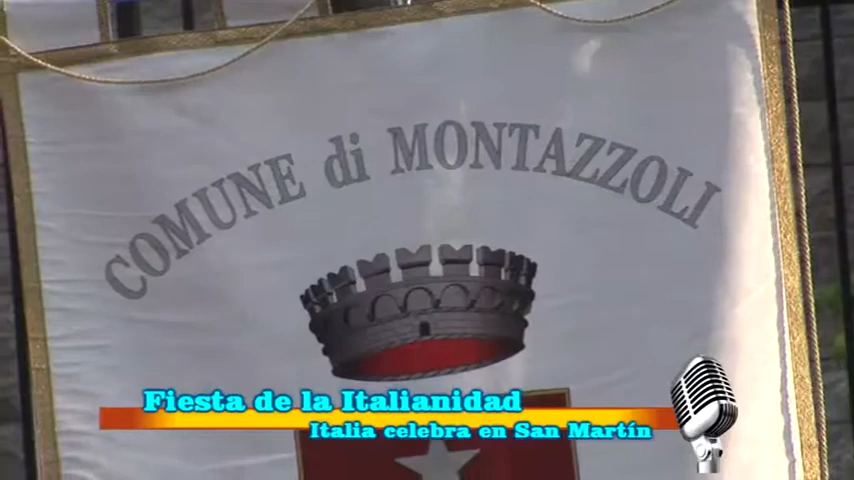 COMUNE di MONTAZZOLI
Fiesta de la Italianidad
Italia celebra en San Martín